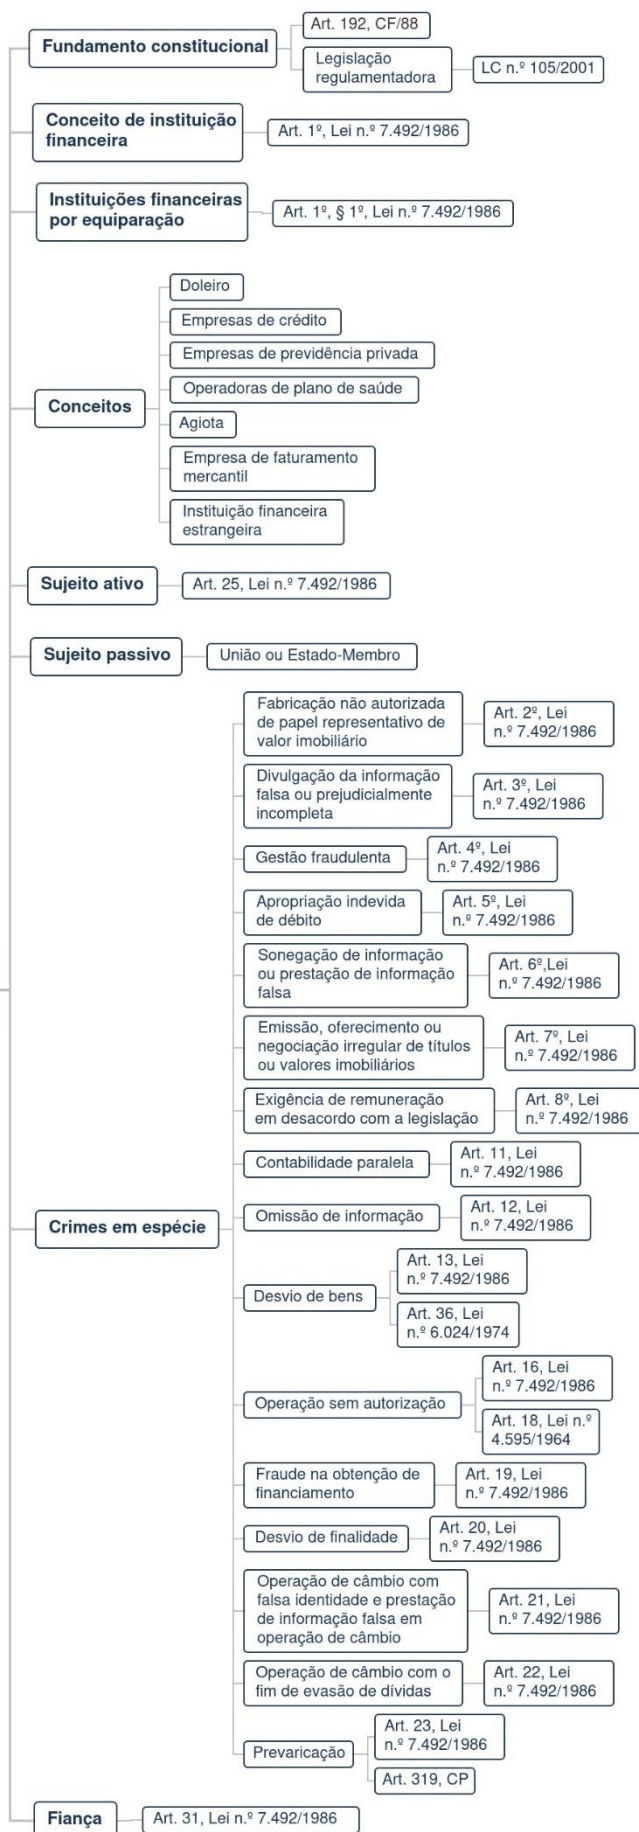 Fundamento constitucional
Art. 192, CF/88
Legislação
regulamentadora
LC n.º 105/2001
Conceito de instituição
financeira
Art. 1º, Lei n.º 7.492/1986
Instituições financeiras
por equiparação
Art. 1º, § 1º, Lei n.º 7.492/1986
Conceitos
Doleiro
Empresas de crédito
Empresas de previdência privada
Operadoras de plano de saúde
Agiota
Empresa de faturamento
mercantil
Instituição financeira
estrangeira
Sujeito ativo
Art. 25, Lei n.º 7.492/1986
Sujeito passivo
União ou Estado-Membro
Crimes em espécie
Fabricação não autorizada
de papel representativo de
valor imobiliário
Art. 2º, Lei
n.º 7.492/1986
Divulgação da informação
falsa ou prejudicialmente
incompleta
Art. 3º, Lei
n.º 7.492/1986
Gestão fraudulenta
Art. 4º, Lei
n.º 7.492/1986
Apropriação indevida
de débito
Art. 5º, Lei
n.º 7.492/1986
Sonegação de informação
ou prestação de informação
falsa
Art. 6º,Lei
n.º 7.492/1986
Emissão, oferecimento ou
negociação irregular de títulos
ou valores imobiliários
Art. 7º, Lei
n.º 7.492/1986
Exigência de remuneração
em desacordo com a legislação
Art. 8º, Lei
n.º 7.492/1986
Contabilidade paralela
Art. 11, Lei
n.º 7.492/1986
Omissão de informação
Art. 12, Lei
n.º 7.492/1986
Desvio de bens
Art. 13, Lei
n.º 7.492/1986
Art. 36, Lei
n.º 6.024/1974
Operação sem autorização
Art. 16, Lei
n.º 7.492/1986
Art. 18, Lei n.º
4.595/1964
Fraude na obtenção de
financiamento
Art. 19, Lei
n.º 7.492/1986
Desvio de finalidade
Art. 20, Lei
n.º 7.492/1986
Operação de câmbio com
falsa identidade e prestação
de informação falsa em
operação de câmbio
Art. 21, Lei
n.º 7.492/1986
Operação de câmbio com o
fim de evasão de dívidas
Art. 22, Lei
n.º 7.492/1986
Prevaricação
Art. 23, Lei
n.º 7.492/1986
Art. 319, CP
Fiança
Art. 31, Lei n.º 7.492/1986